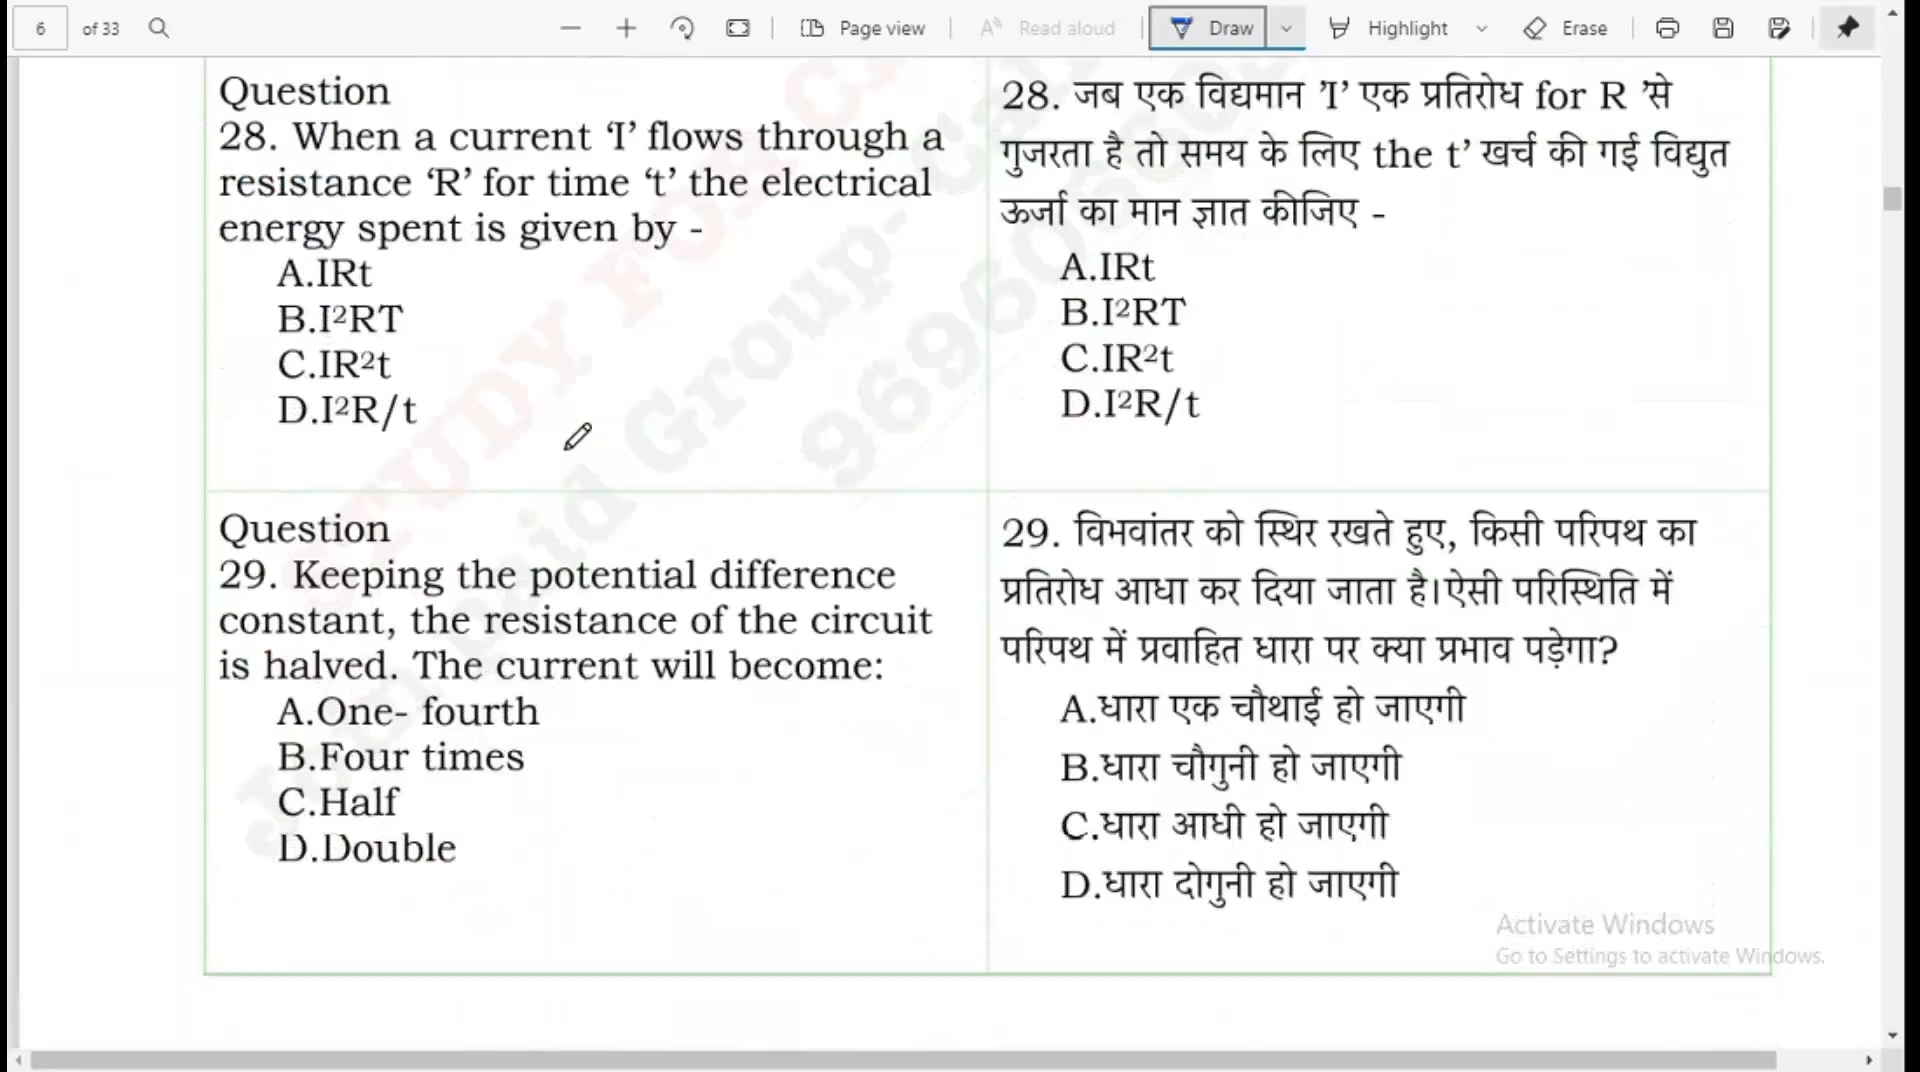 6 of 33 Page view Read aloud Draw Highlight Erase
Question
28. When a current ‘I’ flows through a
resistance ‘R’ for time ‘t’ the electrical
energy spent is given by -
A.IRt
B.I²RT
C.IR²t
D.I²R/t
28. जब एक विद्यमान ’I’ एक प्रतिरोध for R ’से
गुजरता है तो समय के लिए the t’ खर्च की गई विद्युत
ऊर्जा का मान ज्ञात कीजिए -
A.IRt
B.I²RT
C.IR²t
D.I²R/t
Question
29. Keeping the potential difference
constant, the resistance of the circuit
is halved. The current will become:
A.One- fourth
B.Four times
C.Half
D.Double
29. विभवांतर को स्थिर रखते हुए, किसी परिपथ का
प्रतिरोध आधा कर दिया जाता है।ऐसी परिस्थिति में
परिपथ में प्रवाहित धारा पर क्या प्रभाव पड़ेगा?
A.धारा एक चौथाई हो जाएगी
B.धारा चौगुनी हो जाएगी
C.धारा आधी हो जाएगी
D.धारा दोगुनी हो जाएगी
Activate Windows
Go to Settings to activate Windows.